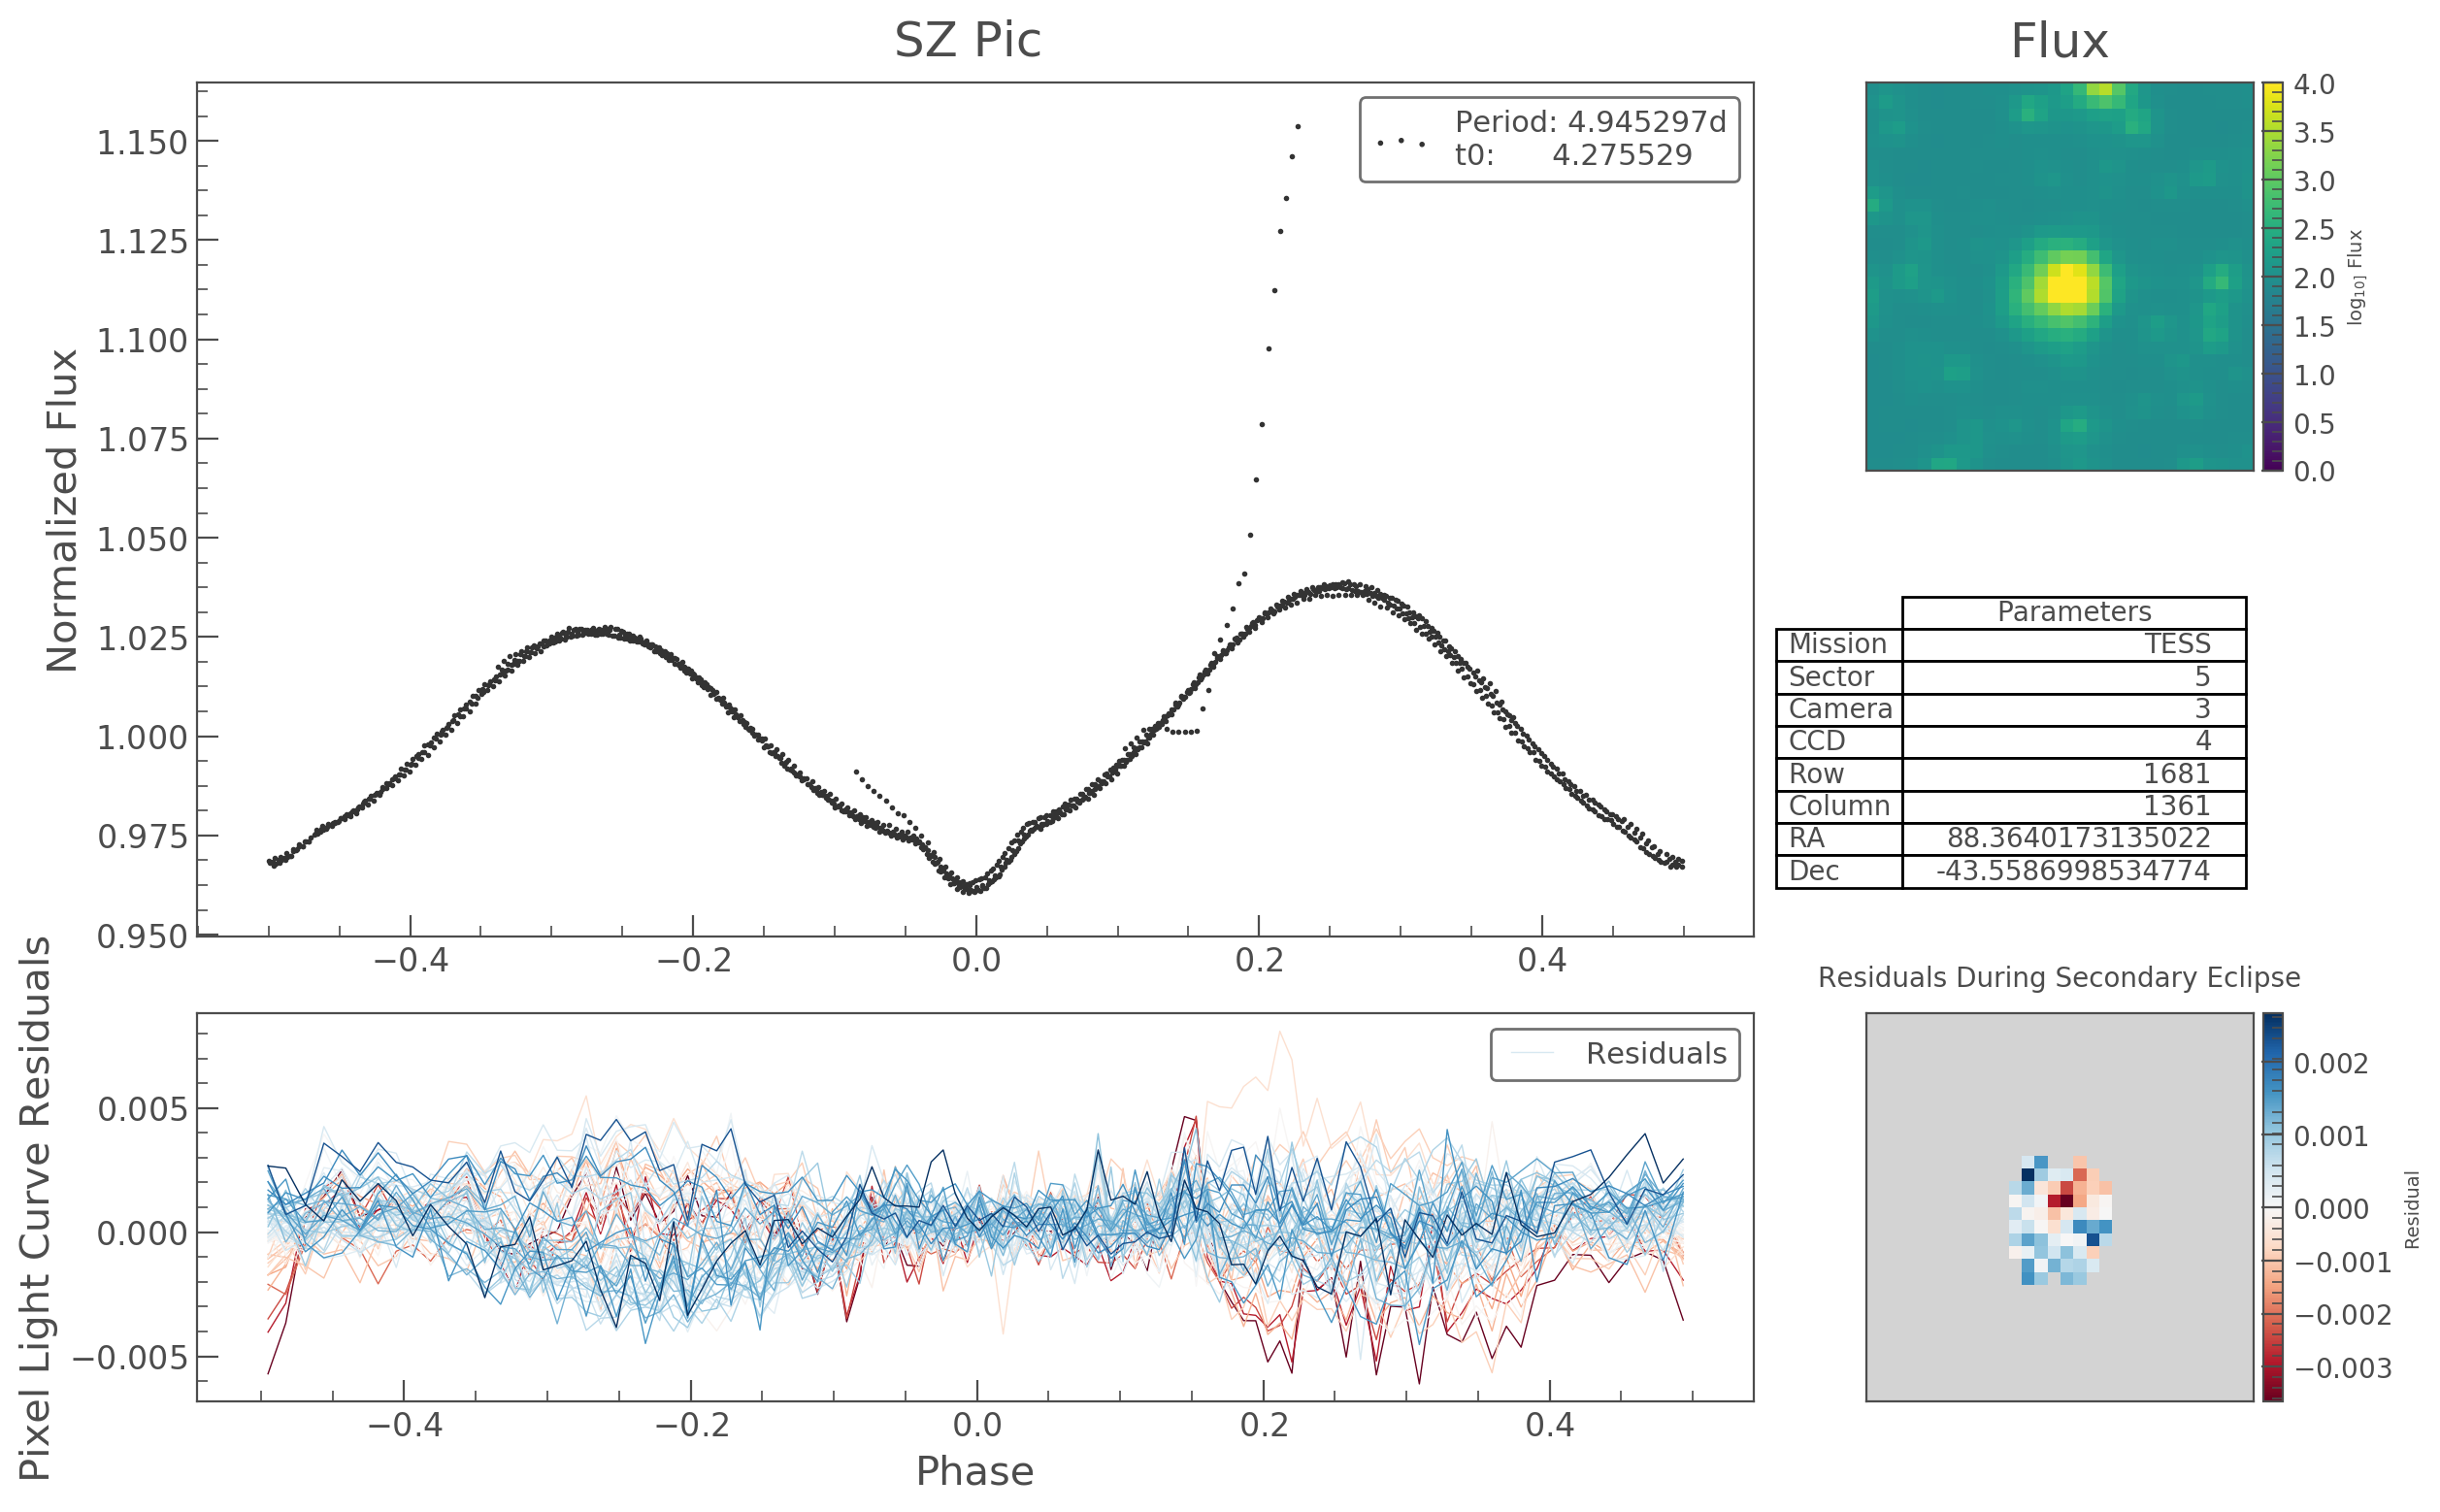 SZ Pic
Normalized Flux
1.150
1.125
1.100
1.075
1.050
1.025
1.000
0.975
0.950
Period: 4.945297d
t0: 4.275529
−0.4 −0.2 0.0 0.2 0.4
Flux
4.0
3.5
3.0
2.5
2.0
1.5
1.0
0.5
0.0
log10] Flux
Parameters
Mission TESS
Sector 5
Camera 3
CCD 4
Row 1681
Column 1361
RA 88.3640173135022
Dec -43.5586998534774
Pixel Light Curve Residuals
0.005
0.000
−0.005
Residuals
−0.4 −0.2 0.0 0.2 0.4
Phase
Residuals During Secondary Eclipse
0.002
0.001
0.000
−0.001
−0.002
−0.003
Residual